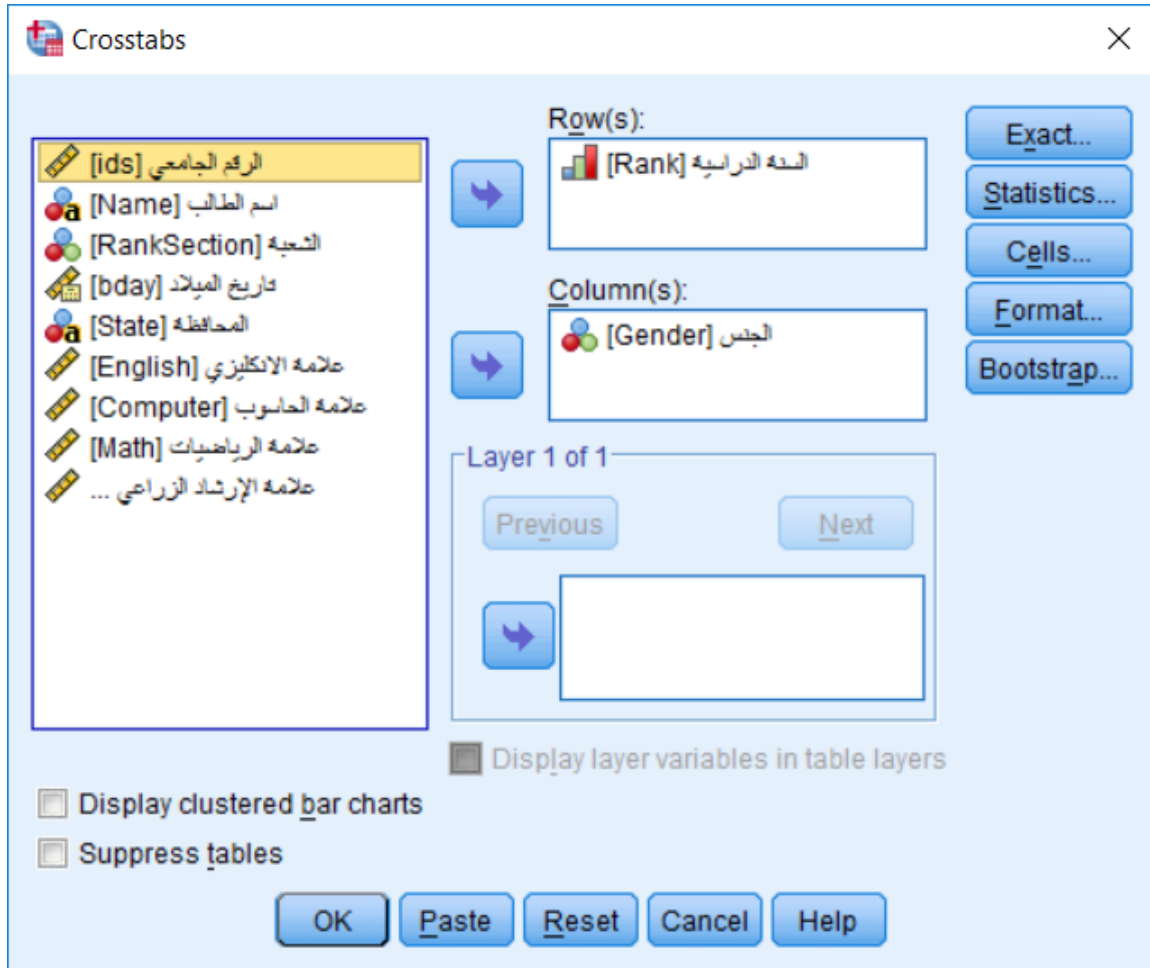 Crosstabs
الرقم الجامعي [ids]
اسم الطالب [Name]
الشعبة [RankSection]
تاريخ الميلاد [bday]
المحافظة [State]
علامة الانكليزي [English]
علامة الحاسوب [Computer]
علامة الرياضيات [Math]
علامة الإرشاد الزراعي ...
Row(s):
السنة الدراسية [Rank]
Column(s):
الجنس [Gender]
Layer 1 of 1
Previous
Next
Display layer variables in table layers
Exact...
Statistics...
Cells...
Format...
Bootstrap...
Display clustered bar charts
Suppress tables
OK
Paste
Reset
Cancel
Help